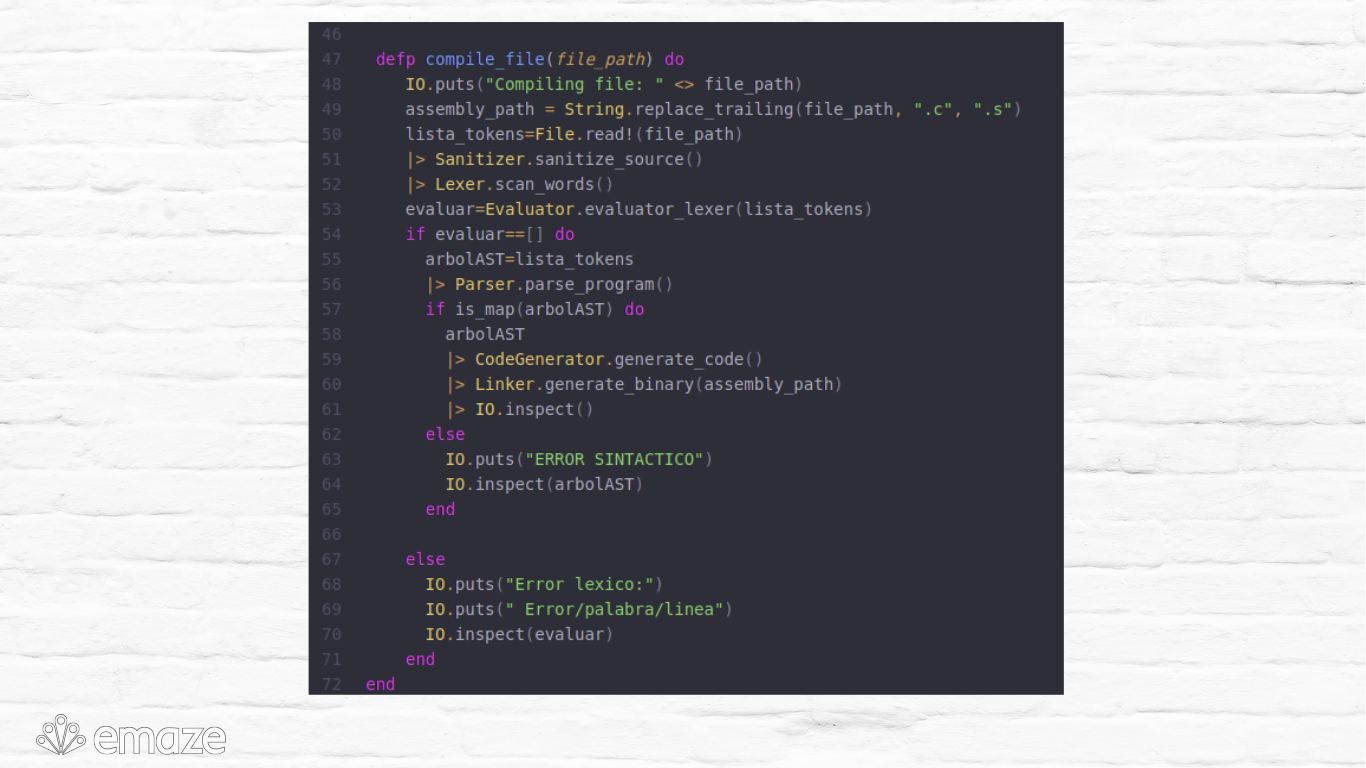 46
47 defp compile_file(file_path) do
48 IO.puts("Compiling file: " <> file_path)
49 assembly_path = String.replace_trailing(file_path, ".c", ".s")
50 lista_tokens=File.read!(file_path)
51 |> Sanitizer.sanitize_source()
52 |> Lexer.scan_words()
53 evaluar=Evaluator.evaluator_lexer(lista_tokens)
54 if evaluar==[] do
55 arbolAST=lista_tokens
56 |> Parser.parse_program()
57 if is_map(arbolAST) do
58 arbolAST
59 |> CodeGenerator.generate_code()
60 |> Linker.generate_binary(assembly_path)
61 |> IO.inspect()
62 else
63 IO.puts("ERROR SINTACTICO")
64 IO.inspect(arbolAST)
65 end
66
67 else
68 IO.puts("Error lexico:")
69 IO.puts(" Error/palabra/linea")
70 IO.inspect(evaluar)
71 end
72 end
emaze